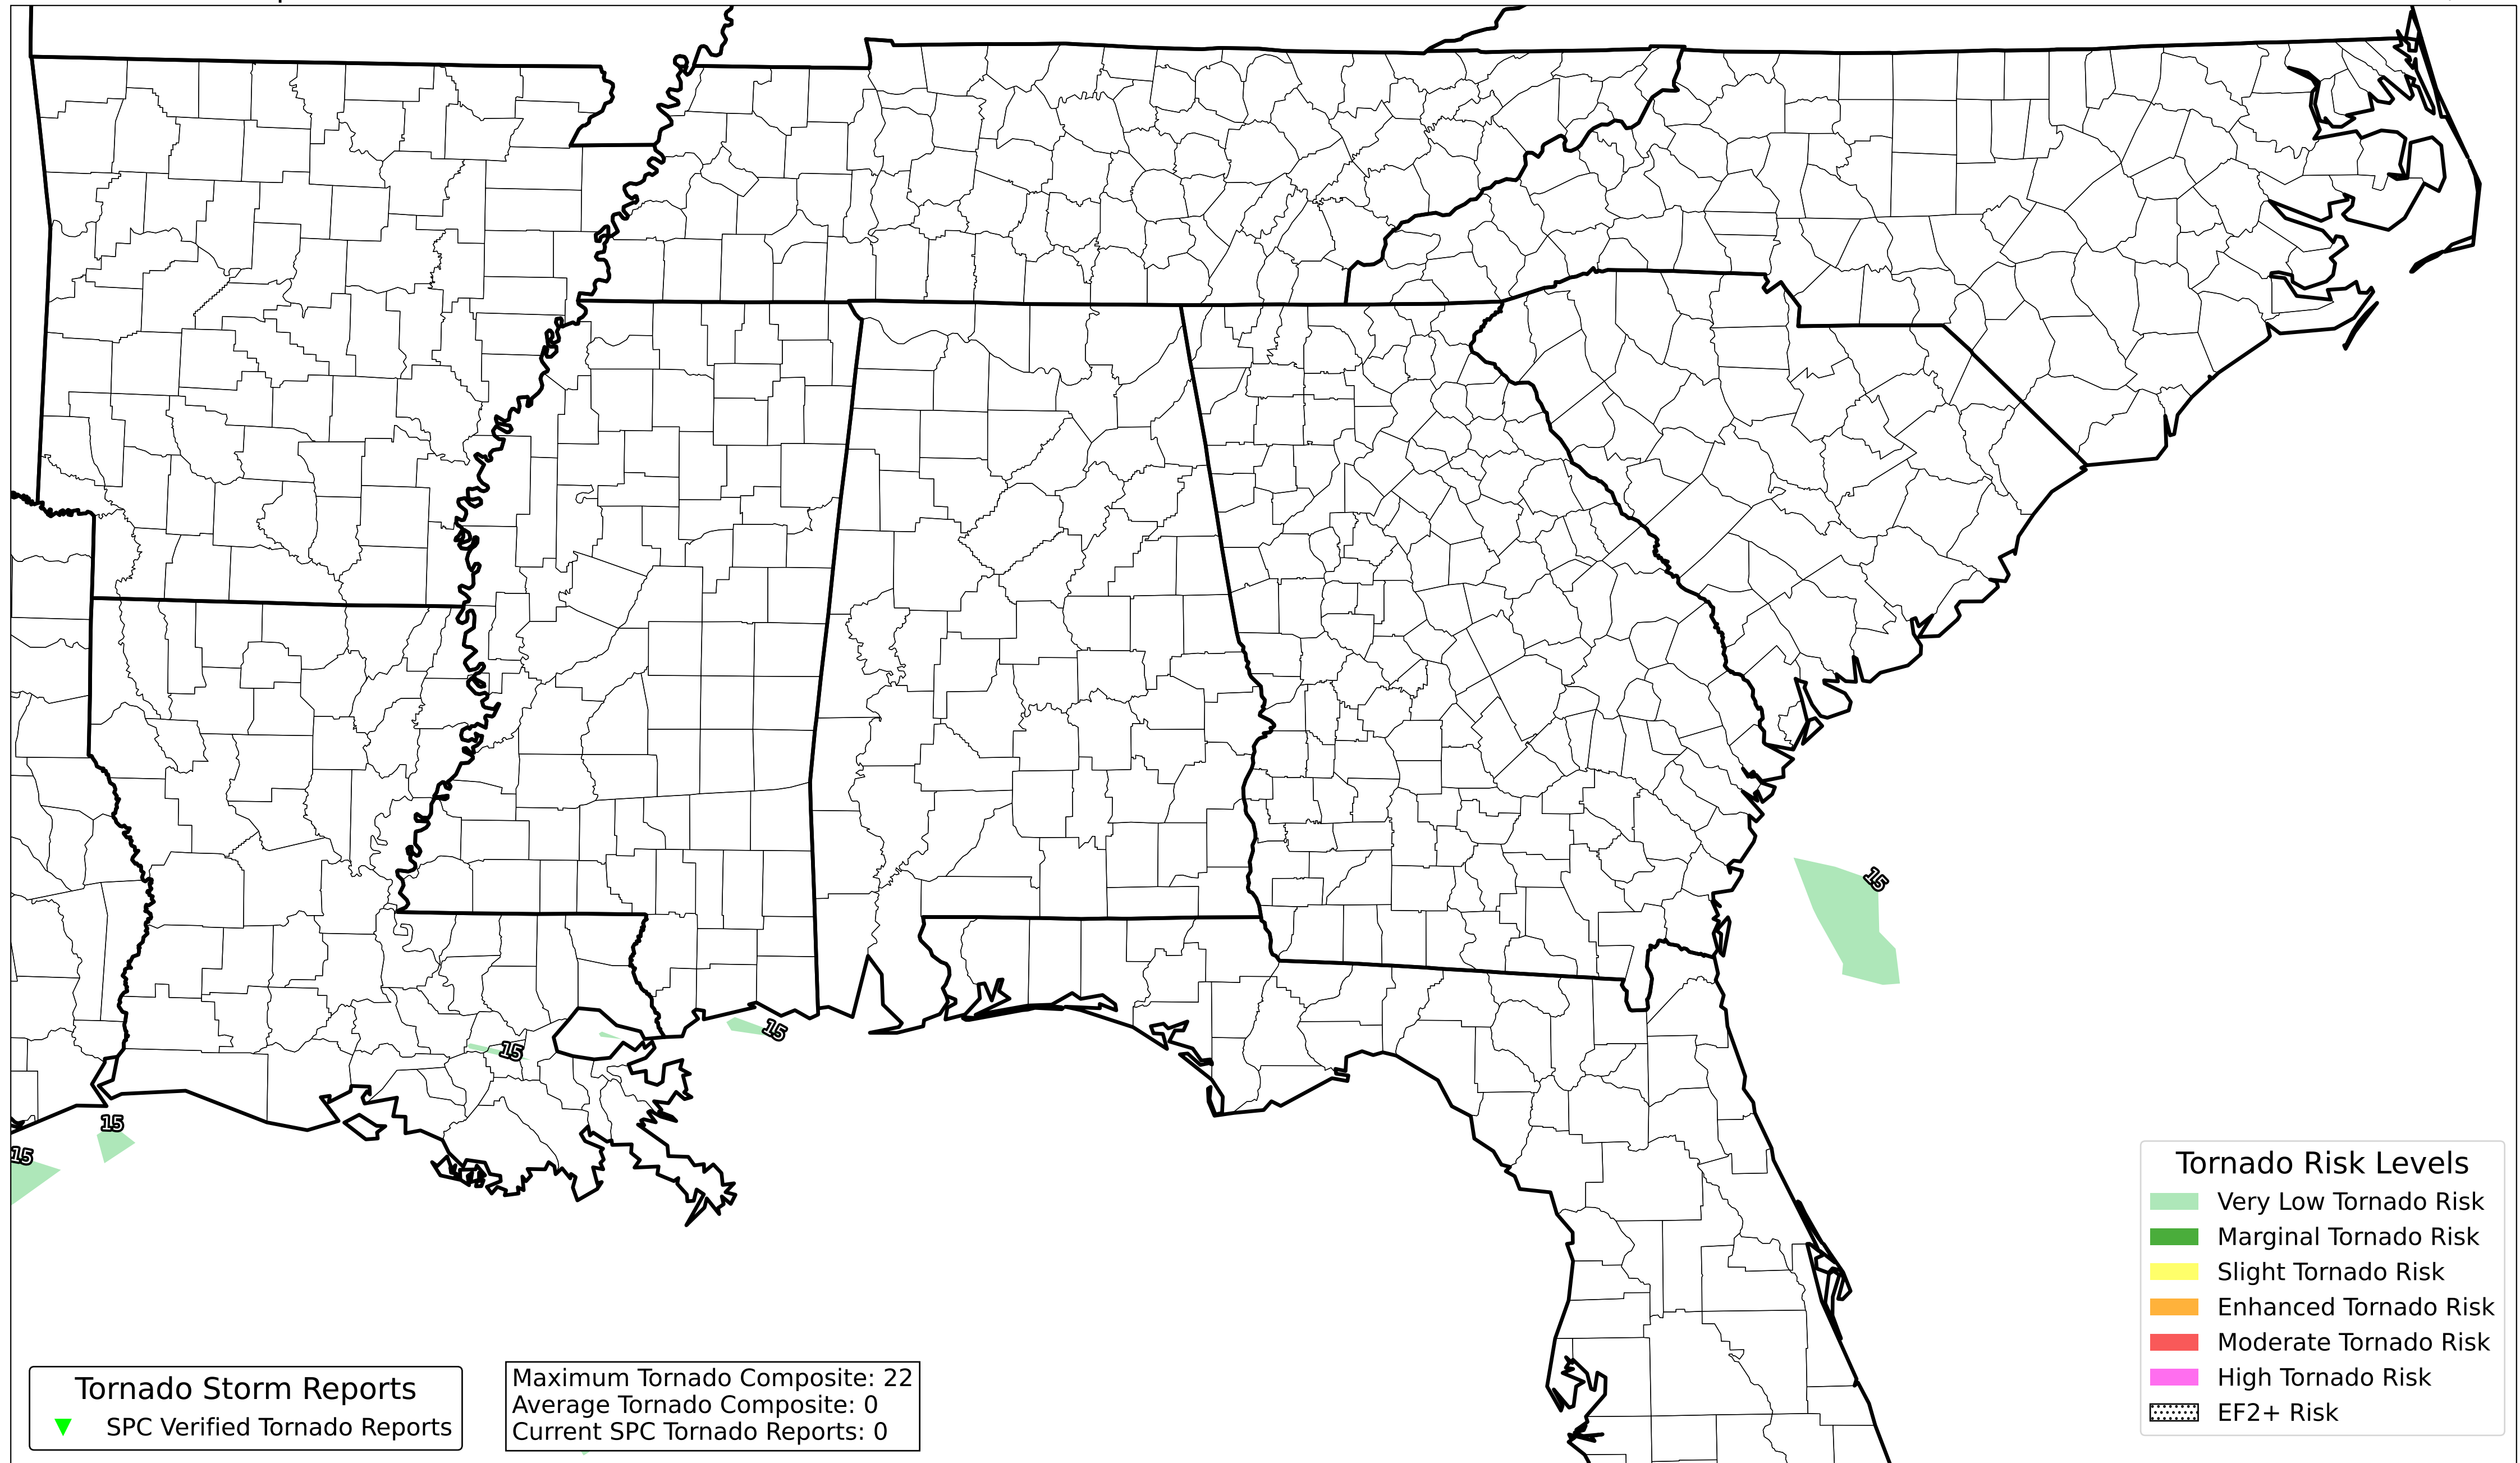 15
15
15
15
15
Tornado Risk Levels
Very Low Tornado Risk
Marginal Tornado Risk
Slight Tornado Risk
Enhanced Tornado Risk
Moderate Tornado Risk
High Tornado Risk
EF2+ Risk
Tornado Storm Reports
SPC Verified Tornado Reports
Maximum Tornado Composite: 22
Average Tornado Composite: 0
Current SPC Tornado Reports: 0